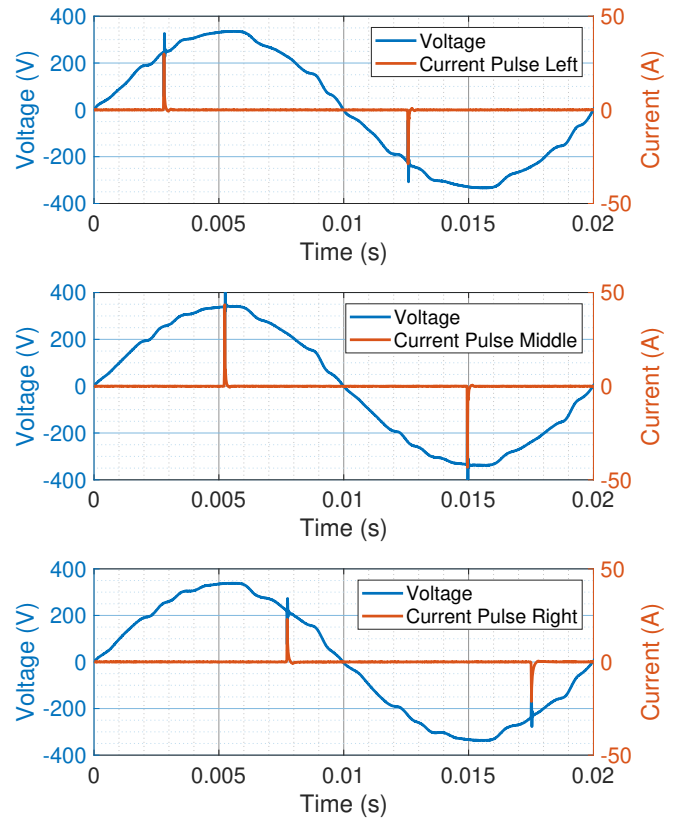 400
200
0
-200
-400
Voltage (V)
50
0
-50
Current (A)
Voltage
Current Pulse Left
0
0.005
0.01
0.015
0.02
Time (s)
400
200
0
-200
-400
Voltage (V)
50
0
-50
Current (A)
Voltage
Current Pulse Middle
0
0.005
0.01
0.015
0.02
Time (s)
400
200
0
-200
-400
Voltage (V)
50
0
-50
Current (A)
Voltage
Current Pulse Right
0
0.005
0.01
0.015
0.02
Time (s)